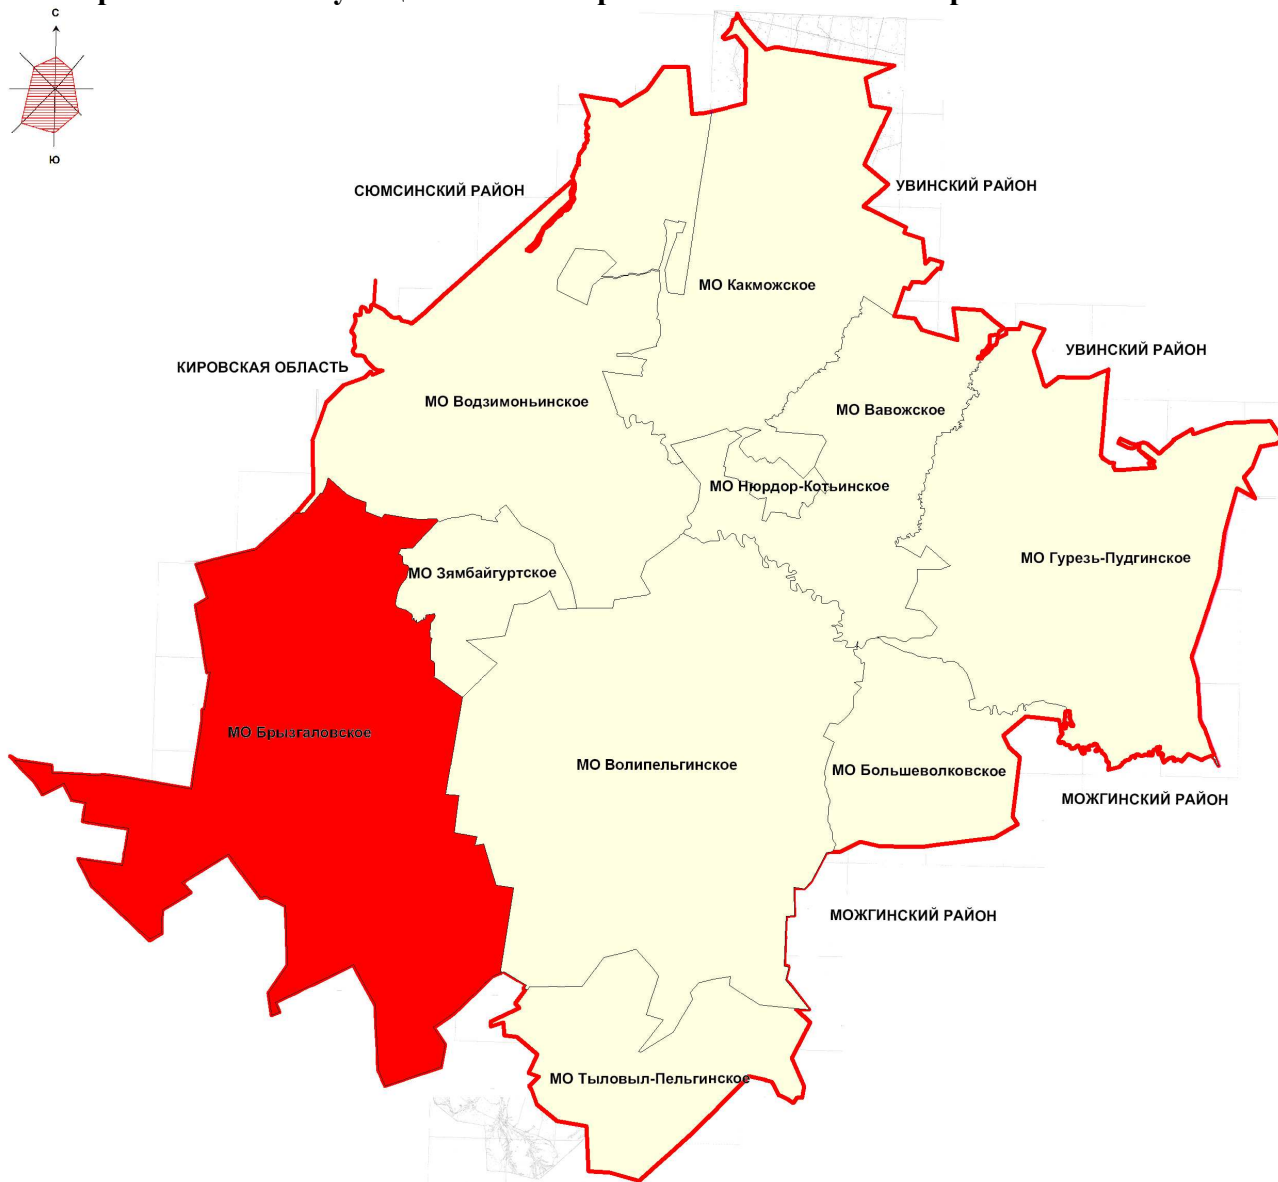 С
Ю
СЮМСИНСКИЙ РАЙОН
УВИНСКИЙ РАЙОН
МО Какможское
УВИНСКИЙ РАЙОН
КИРОВСКАЯ ОБЛАСТЬ
МО Водзимоньинское
МО Вавожское
МО Нюрдор-Котьинское
МО Гурезь-Пудгинское
МО Зямбайгуртское
МО Брызгаловское
МО Волипельгинское
МО Большеволковское
МОЖГИНСКИЙ РАЙОН
МОЖГИНСКИЙ РАЙОН
МО Тыловыл-Пельгинское